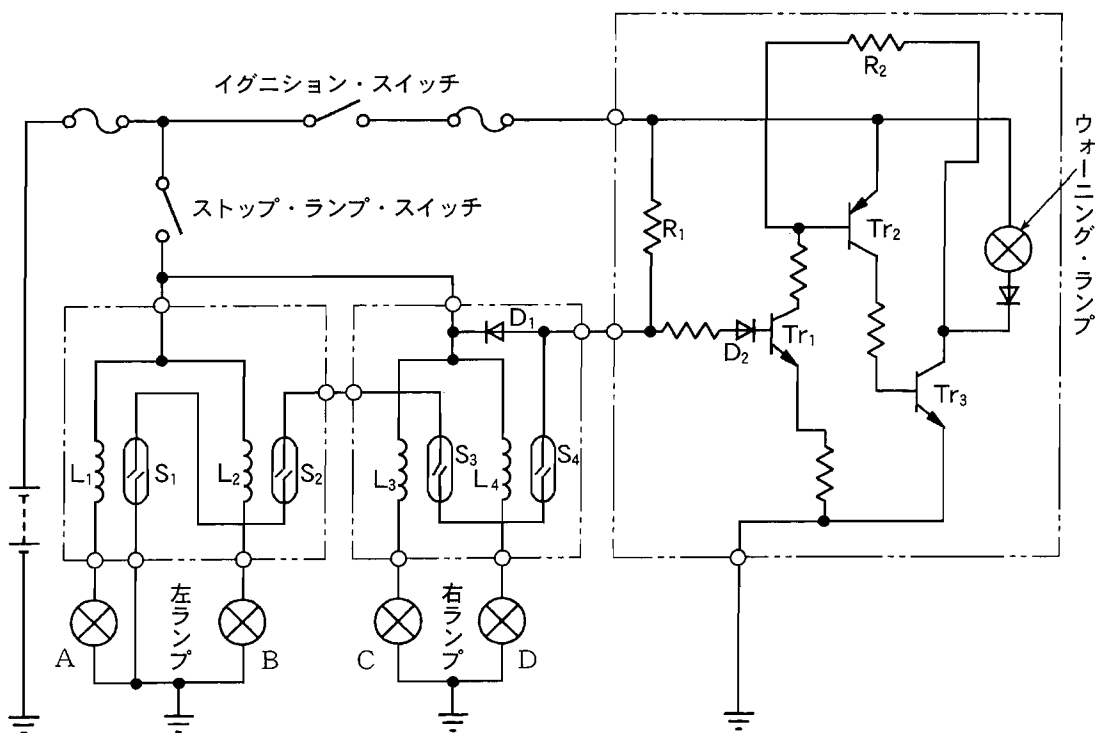 イグニション・スイッチ
R2
ストップ・ランプ・スイッチ
ウォーニング・ランプ
R1
Tr2
D1
D2
Tr1
Tr3
L1
S1
L2
S2
L3
S3
L4
S4
左ランプ
右ランプ
A
B
C
D